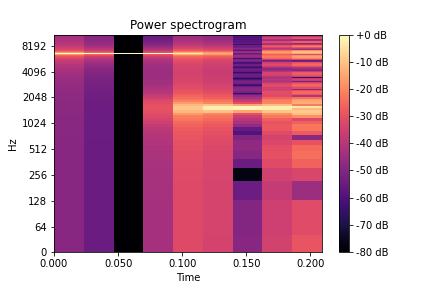 Power spectrogram
8192
4096
2048
1024
512
256
128
64
0
Hz
0.000 0.050 0.100 0.150 0.200
Time
+0 dB
-10 dB
-20 dB
-30 dB
-40 dB
-50 dB
-60 dB
-70 dB
-80 dB